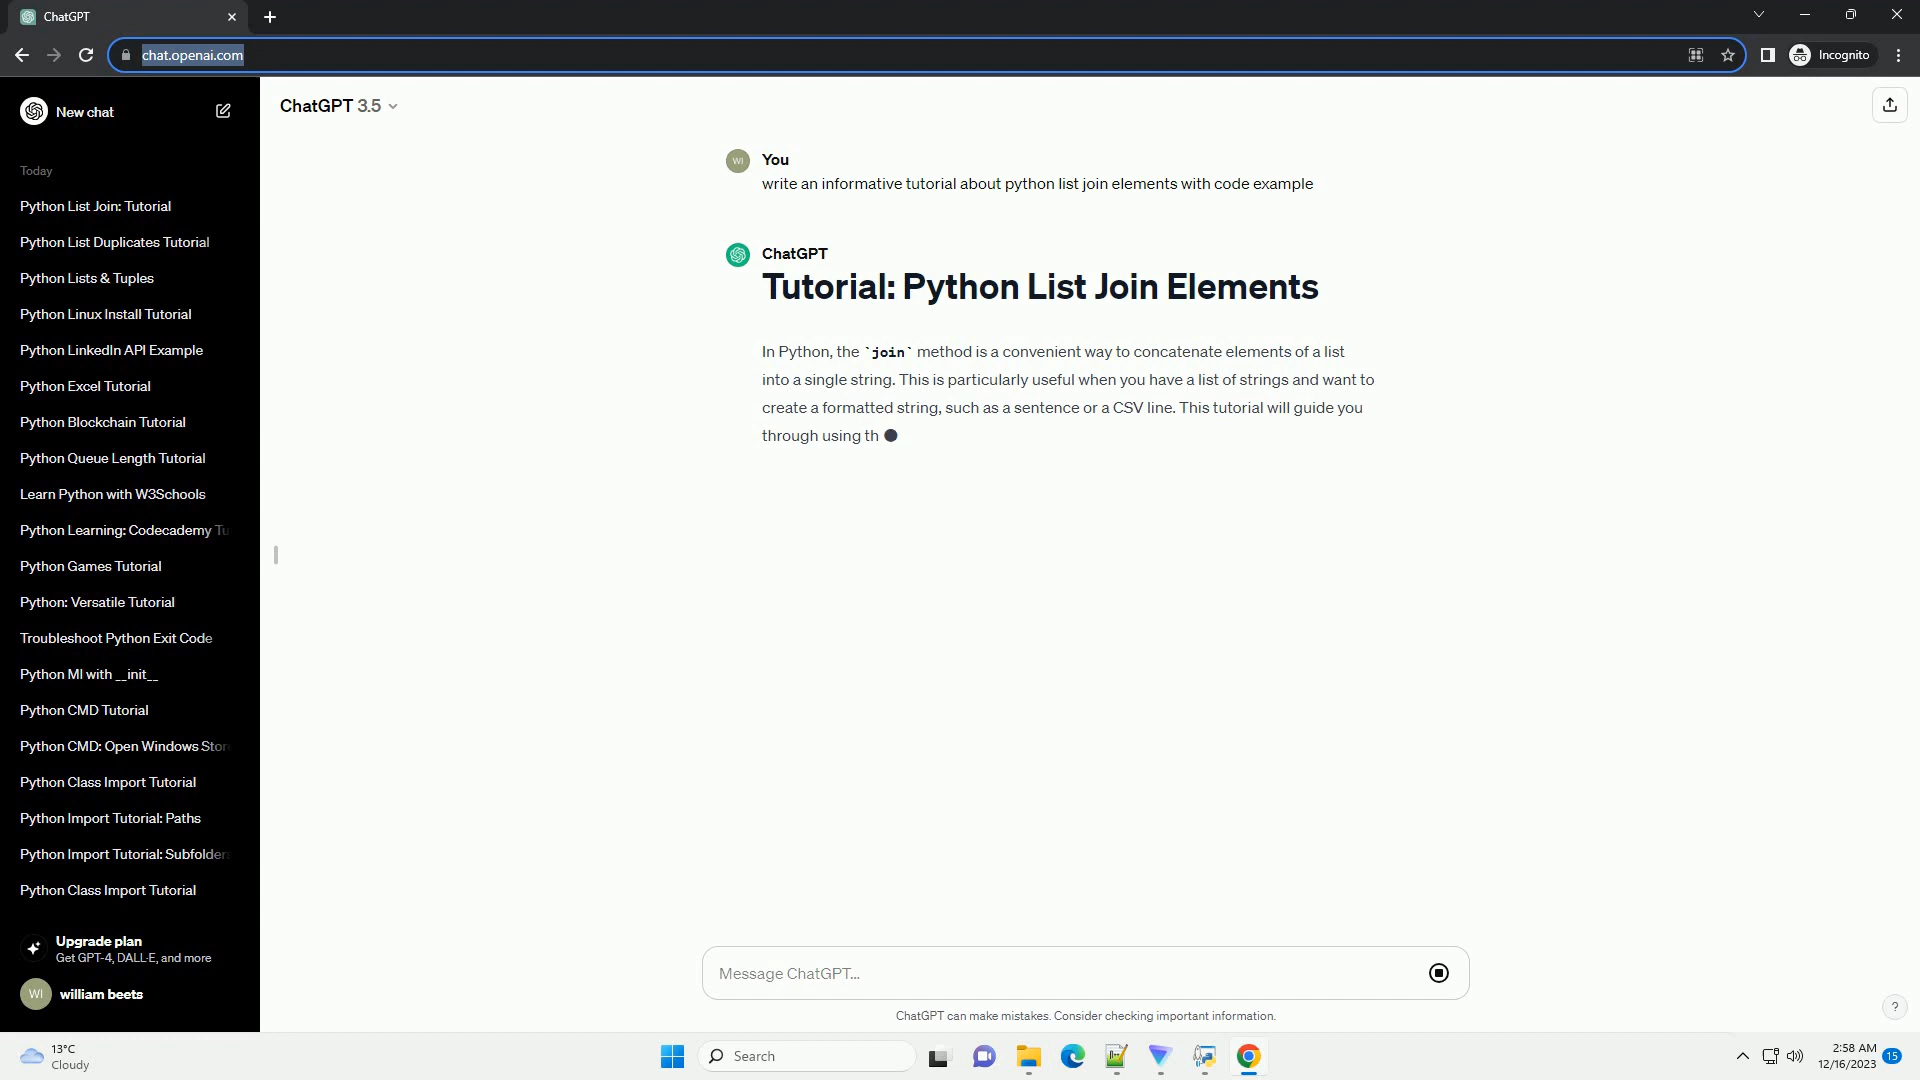 ChatGPT
chat.openai.com
Incognito
New chat
Today
Python List Join: Tutorial
Python List Duplicates Tutorial
Python Lists & Tuples
Python Linux Install Tutorial
Python LinkedIn API Example
Python Excel Tutorial
Python Blockchain Tutorial
Python Queue Length Tutorial
Learn Python with W3Schools
Python Learning: Codecademy Tu
Python Games Tutorial
Python: Versatile Tutorial
Troubleshoot Python Exit Code
Python MI with __init__
Python CMD Tutorial
Python CMD: Open Windows Store
Python Class Import Tutorial
Python Import Tutorial: Paths
Python Import Tutorial: Subfolders
Python Class Import Tutorial
Upgrade plan
Get GPT-4, DALL·E, and more
WI
william beets
ChatGPT 3.5
WI
You
write an informative tutorial about python list join elements with code example
ChatGPT
Tutorial: Python List Join Elements
In Python, the `join` method is a convenient way to concatenate elements of a list
into a single string. This is particularly useful when you have a list of strings and want to
create a formatted string, such as a sentence or a CSV line. This tutorial will guide you
through using th
Message ChatGPT...
ChatGPT can make mistakes. Consider checking important information.
?
13°C
Cloudy
Search
2:58 AM
12/16/2023
15